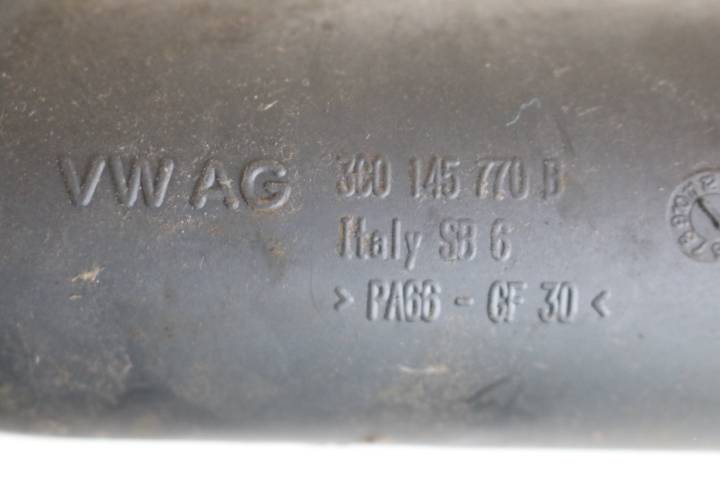 VW AG 3C0 145 770 B
Italy SB 6
> PA66 - GF 30 <